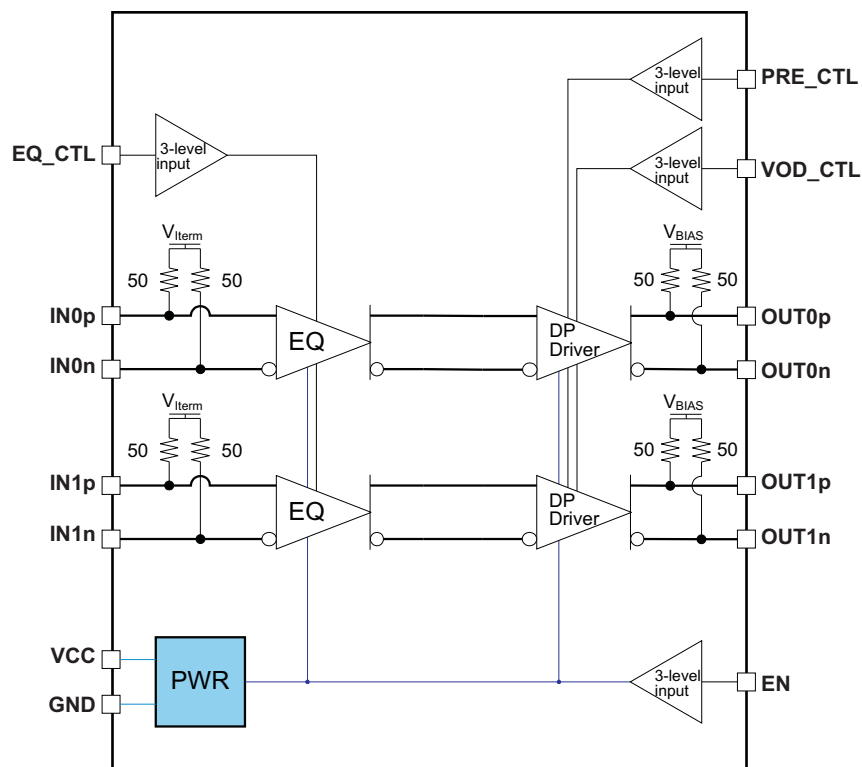 3-level
input
PRE_CTL
EQ_CTL
3-level
input
3-level
input
VOD_CTL
VIterm
VBIAS
50
50
50
50
IN0p
OUT0p
EQ
DP
Driver
IN0n
OUT0n
VIterm
VBIAS
50
50
50
50
IN1p
OUT1p
EQ
DP
Driver
IN1n
OUT1n
VCC
PWR
3-level
input
EN
GND